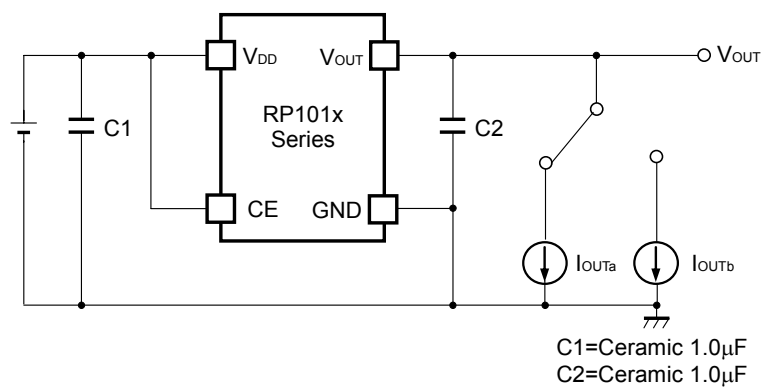 VDD VOUT VOUT
RP101x
Series
C1 C2
CE GND
IOUTa IOUTb
C1=Ceramic 1.0μF
C2=Ceramic 1.0μF